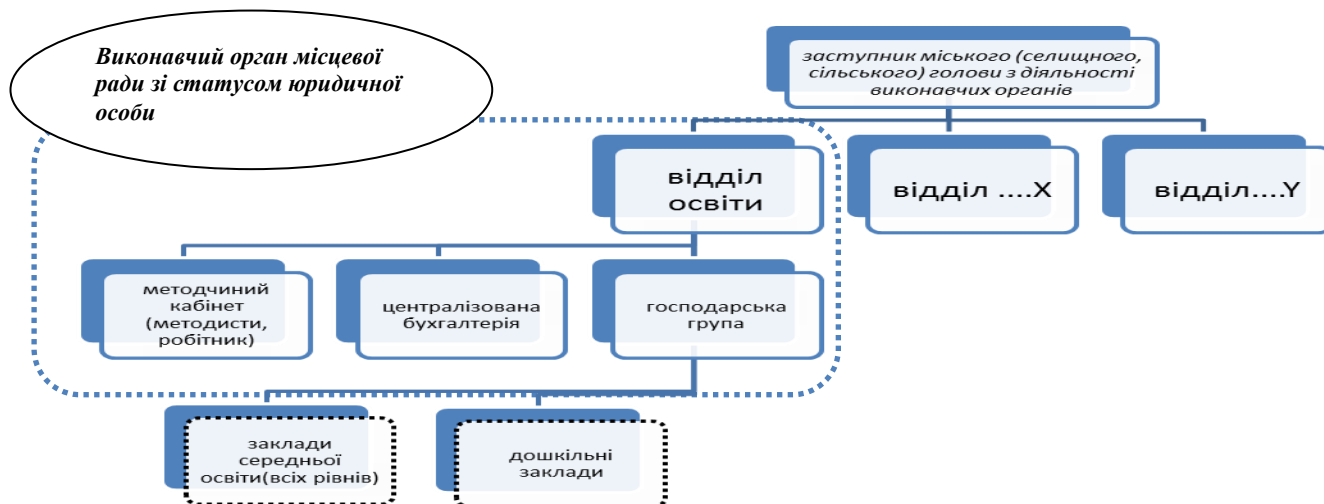 Виконавчий орган місцевої
ради зі статусом юридичної
особи
заступник міського (селищного,
сільського) голови з діяльності
виконавчих органів
відділ
освіти
відділ ....X
відділ....Y
методчиний
кабінет
(методисти,
робітник)
централізована
бухгалтерія
господарська
група
заклади
середньої
освіти(всіх рівнів)
дошкільні
заклади